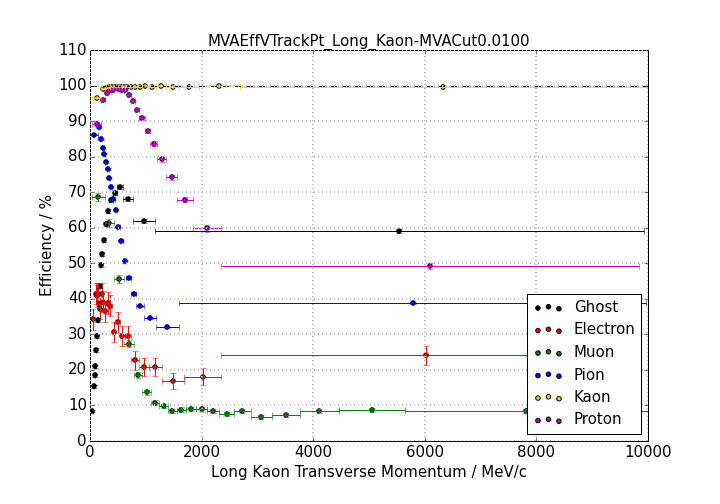 MVAEffVTrackPt_Long_Kaon-MVACut0.0100
110
100
90
80
70
60
50
40
30
20
10
0
Efficiency / %
0 2000 4000 6000 8000 10000
Long Kaon Transverse Momentum / MeV/c
Ghost
Electron
Muon
Pion
Kaon
Proton